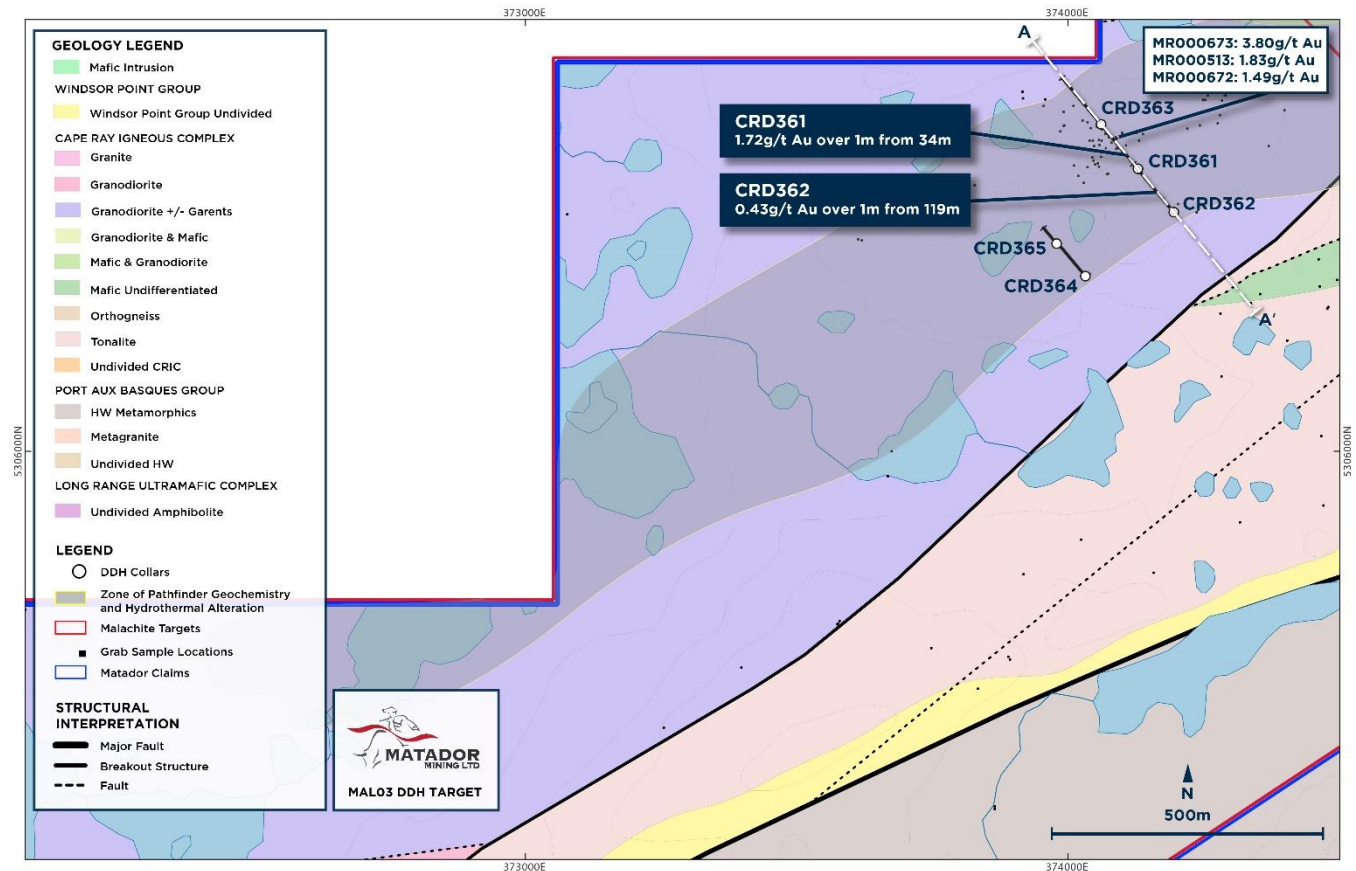 373000E
374000E
GEOLOGY LEGEND
Mafic Intrusion
WINDSOR POINT GROUP
Windsor Point Group Undivided
CAPE RAY IGNEOUS COMPLEX
Granite
Granodiorite
Granodiorite +/- Garents
Granodiorite & Mafic
Mafic & Granodiorite
Mafic Undifferentiated
Orthogneiss
Tonalite
Undivided CRIC
PORT AUX BASQUES GROUP
HW Metamorphics
Metagranite
Undivided HW
LONG RANGE ULTRAMAFIC COMPLEX
Undivided Amphibolite
LEGEND
DDH Collars
Zone of Pathfinder Geochemistry
and Hydrothermal Alteration
Malachite Targets
Grab Sample Locations
Matador Claims
STRUCTURAL
INTERPRETATION
Major Fault
Breakout Structure
Fault
MATADOR
MINING LTD
MAL03 DDH TARGET
A
MR000673: 3.80g/t Au
MR000513: 1.83g/t Au
MR000672: 1.49g/t Au
CRD363
CRD361
1.72g/t Au over 1m from 34m
CRD361
CRD362
0.43g/t Au over 1m from 119m
CRD362
CRD365
CRD364
A'
5306000N
5306000N
N
500m
373000E
374000E